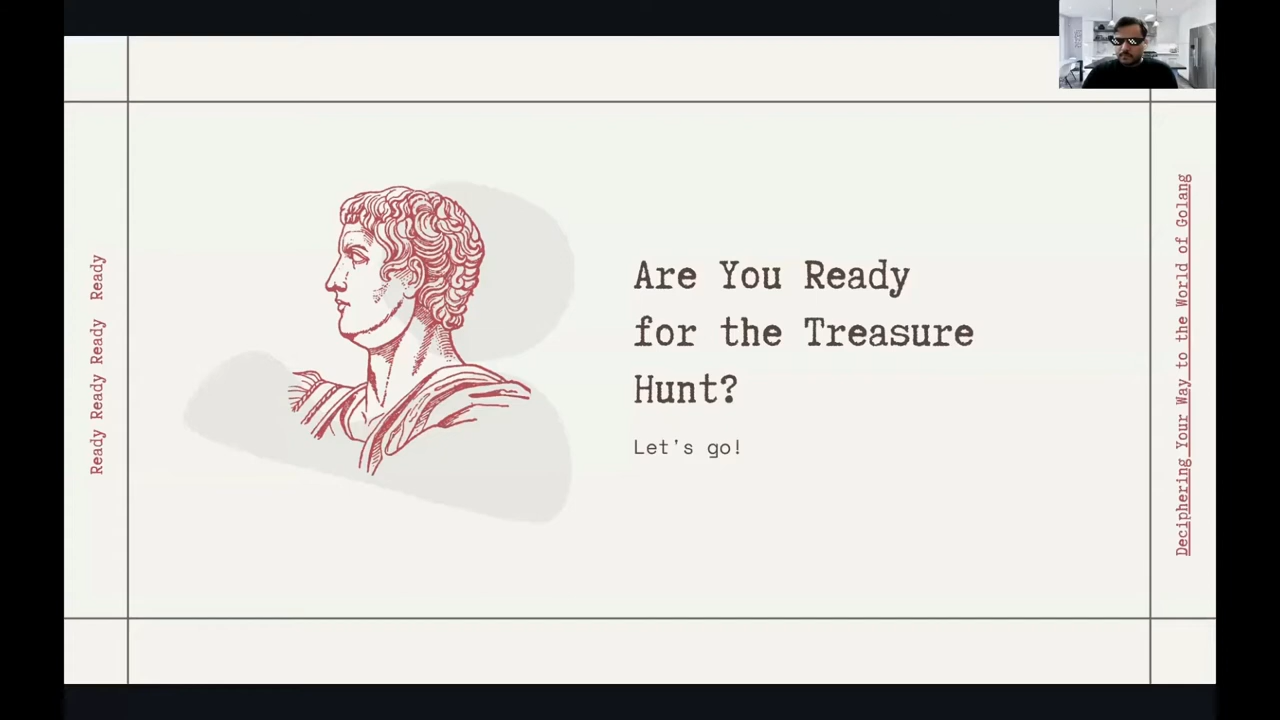 Ready Ready Ready Ready
Are You Ready
for the Treasure
Hunt?
Let's go!
Deciphering Your Way to the World of Golang